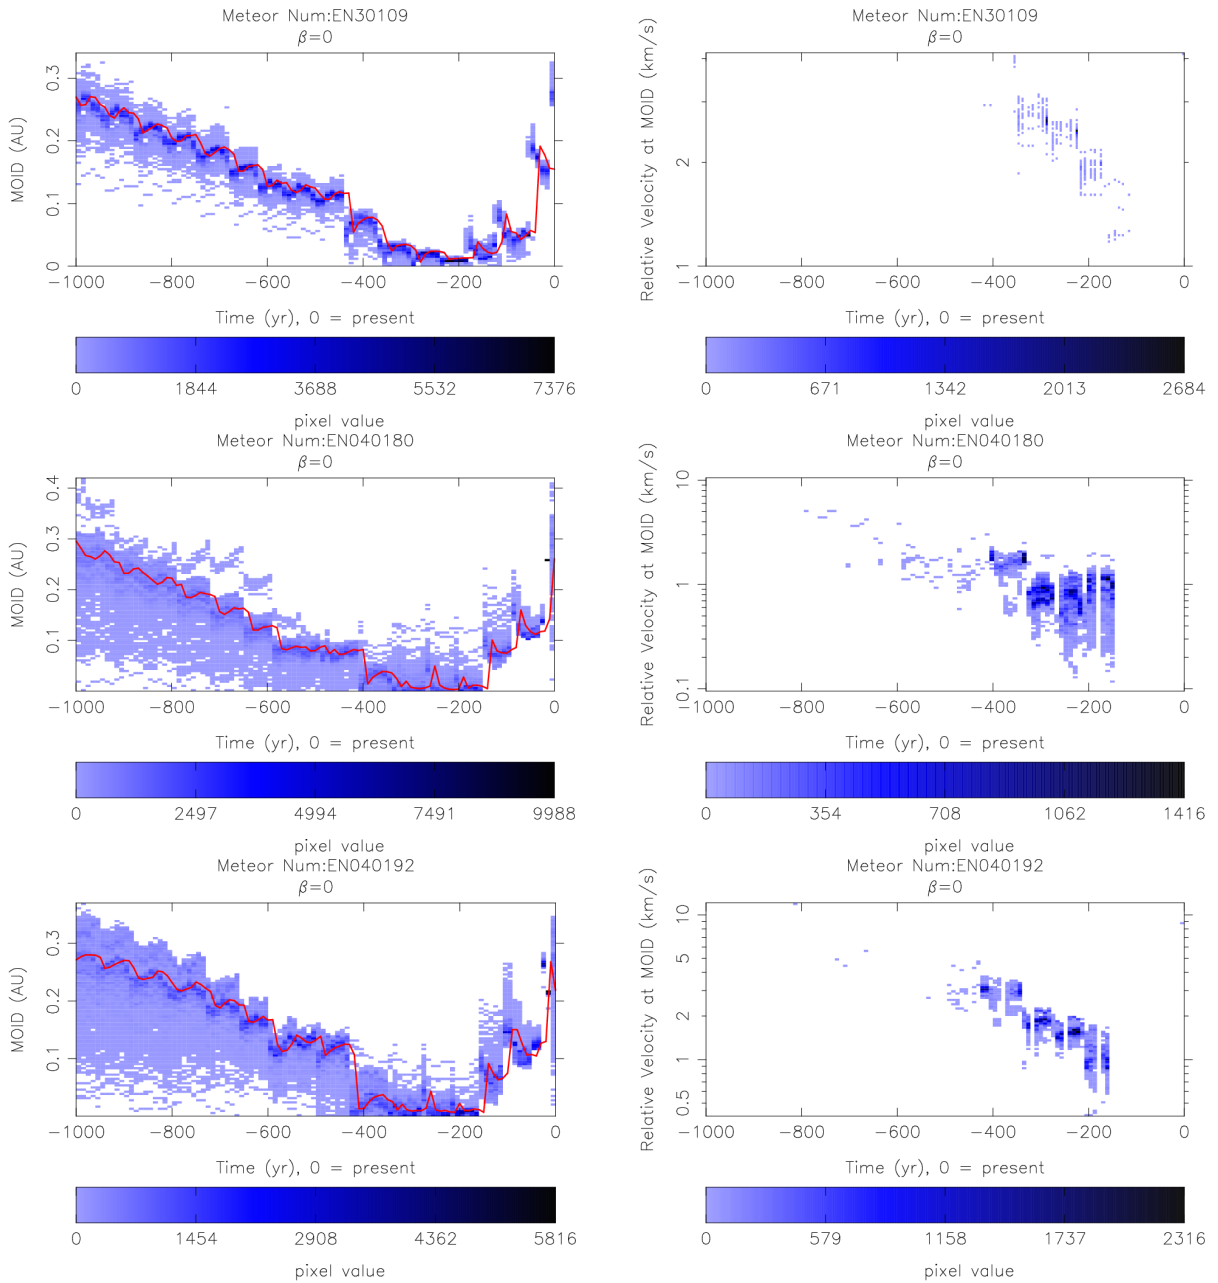 Meteor Num:EN30109
β=0
MOID (AU)
0 0.1 0.2 0.3
−1000 −800 −600 −400 −200 0
Time (yr), 0 = present
0 1844 3688 5532 7376
pixel value
Meteor Num:EN30109
β=0
Relative Velocity at MOID (km/s)
1 2
−1000 −800 −600 −400 −200 0
0 671 1342 2013 2684
Time (yr), 0 = present
pixel value
Meteor Num:EN040180
β=0
MOID (AU)
0.1 0.2 0.3 0.4
−1000 −800 −600 −400 −200 0
Time (yr), 0 = present
0 2497 4994 7491 9988
pixel value
Meteor Num:EN040180
β=0
Relative Velocity at MOID (km/s)
0.1 1 10
−1000 −800 −600 −400 −200 0
Time (yr), 0 = present
0 354 708 1062 1416
pixel value
Meteor Num:EN040192
β=0
MOID (AU)
0.1 0.2 0.3
−1000 −800 −600 −400 −200 0
Time (yr), 0 = present
0 1454 2908 4362 5816
pixel value
Meteor Num:EN040192
β=0
Relative Velocity at MOID (km/s)
0.5 1 2 5 10
−1000 −800 −600 −400 −200 0
Time (yr), 0 = present
0 579 1158 1737 2316
pixel value